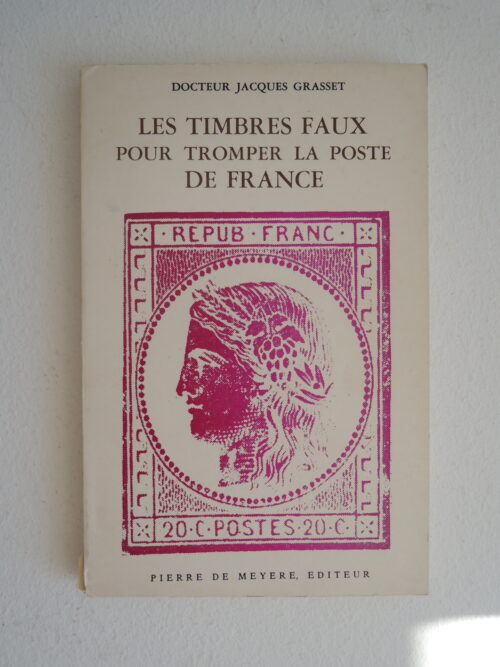 DOCTEUR JACQUES GRASSET
LES TIMBRES FAUX
POUR TROMPER LA POSTE
DE FRANCE
· REPUB · FRANC ·
20 · C · POSTES · 20 · C ·
PIERRE DE MEYERE, EDITEUR